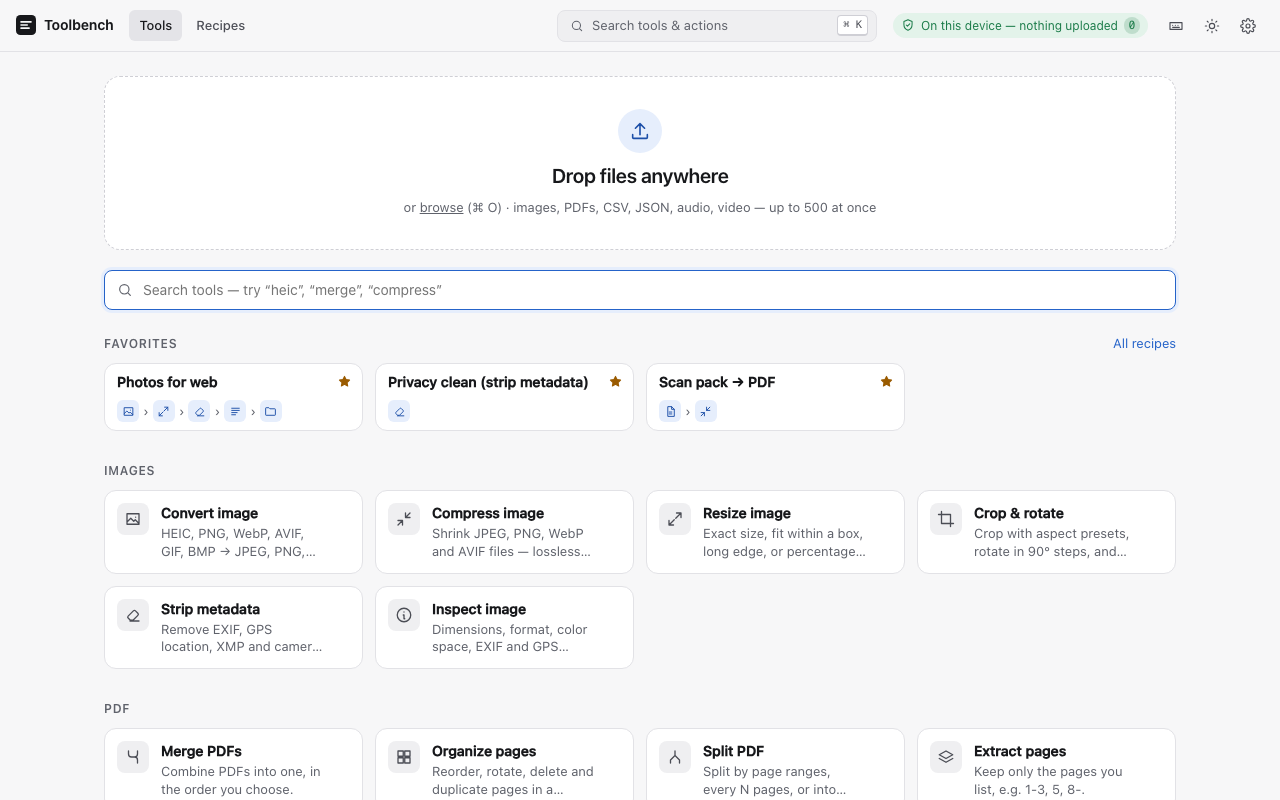 Toolbench
Tools
Recipes
Search tools & actions
⌘ K
On this device — nothing uploaded 0
Drop files anywhere
or browse (⌘ O) · images, PDFs, CSV, JSON, audio, video — up to 500 at once
Search tools — try “heic”, “merge”, “compress”
FAVORITES
All recipes
Photos for web
Privacy clean (strip metadata)
Scan pack → PDF
IMAGES
Convert image
HEIC, PNG, WebP, AVIF,
GIF, BMP → JPEG, PNG,…
Compress image
Shrink JPEG, PNG, WebP
and AVIF files — lossless…
Resize image
Exact size, fit within a box,
long edge, or percentage…
Crop & rotate
Crop with aspect presets,
rotate in 90° steps, and…
Strip metadata
Remove EXIF, GPS
location, XMP and camer…
Inspect image
Dimensions, format, color
space, EXIF and GPS…
PDF
Merge PDFs
Combine PDFs into one, in
the order you choose.
Organize pages
Reorder, rotate, delete and
duplicate pages in a…
Split PDF
Split by page ranges,
every N pages, or into…
Extract pages
Keep only the pages you
list, e.g. 1-3, 5, 8-.